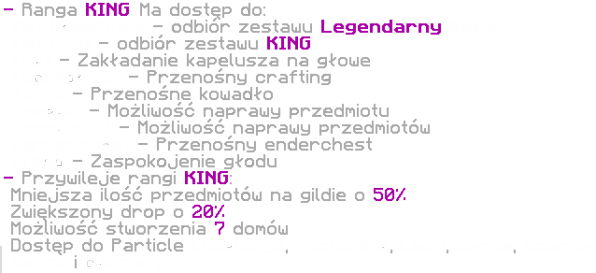 - Ranga KING Ma dostęp do:
- odbiór zestawu Legendarny
- odbiór zestawu KING
- Zakładanie kapelusza na głowe
- Przenośny crafting
- Przenośne kowadło
- Możliwość naprawy przedmiotu
- Możliwość naprawy przedmiotów
- Przenośny enderchest
- Zaspokojenie głodu
- Przywileje rangi KING:
Mniejsza ilość przedmiotów na gildie o 50%
Zwiększony drop o 20%
Możliwość stworzenia 7 domów
Dostęp do Particle , , , ,
i